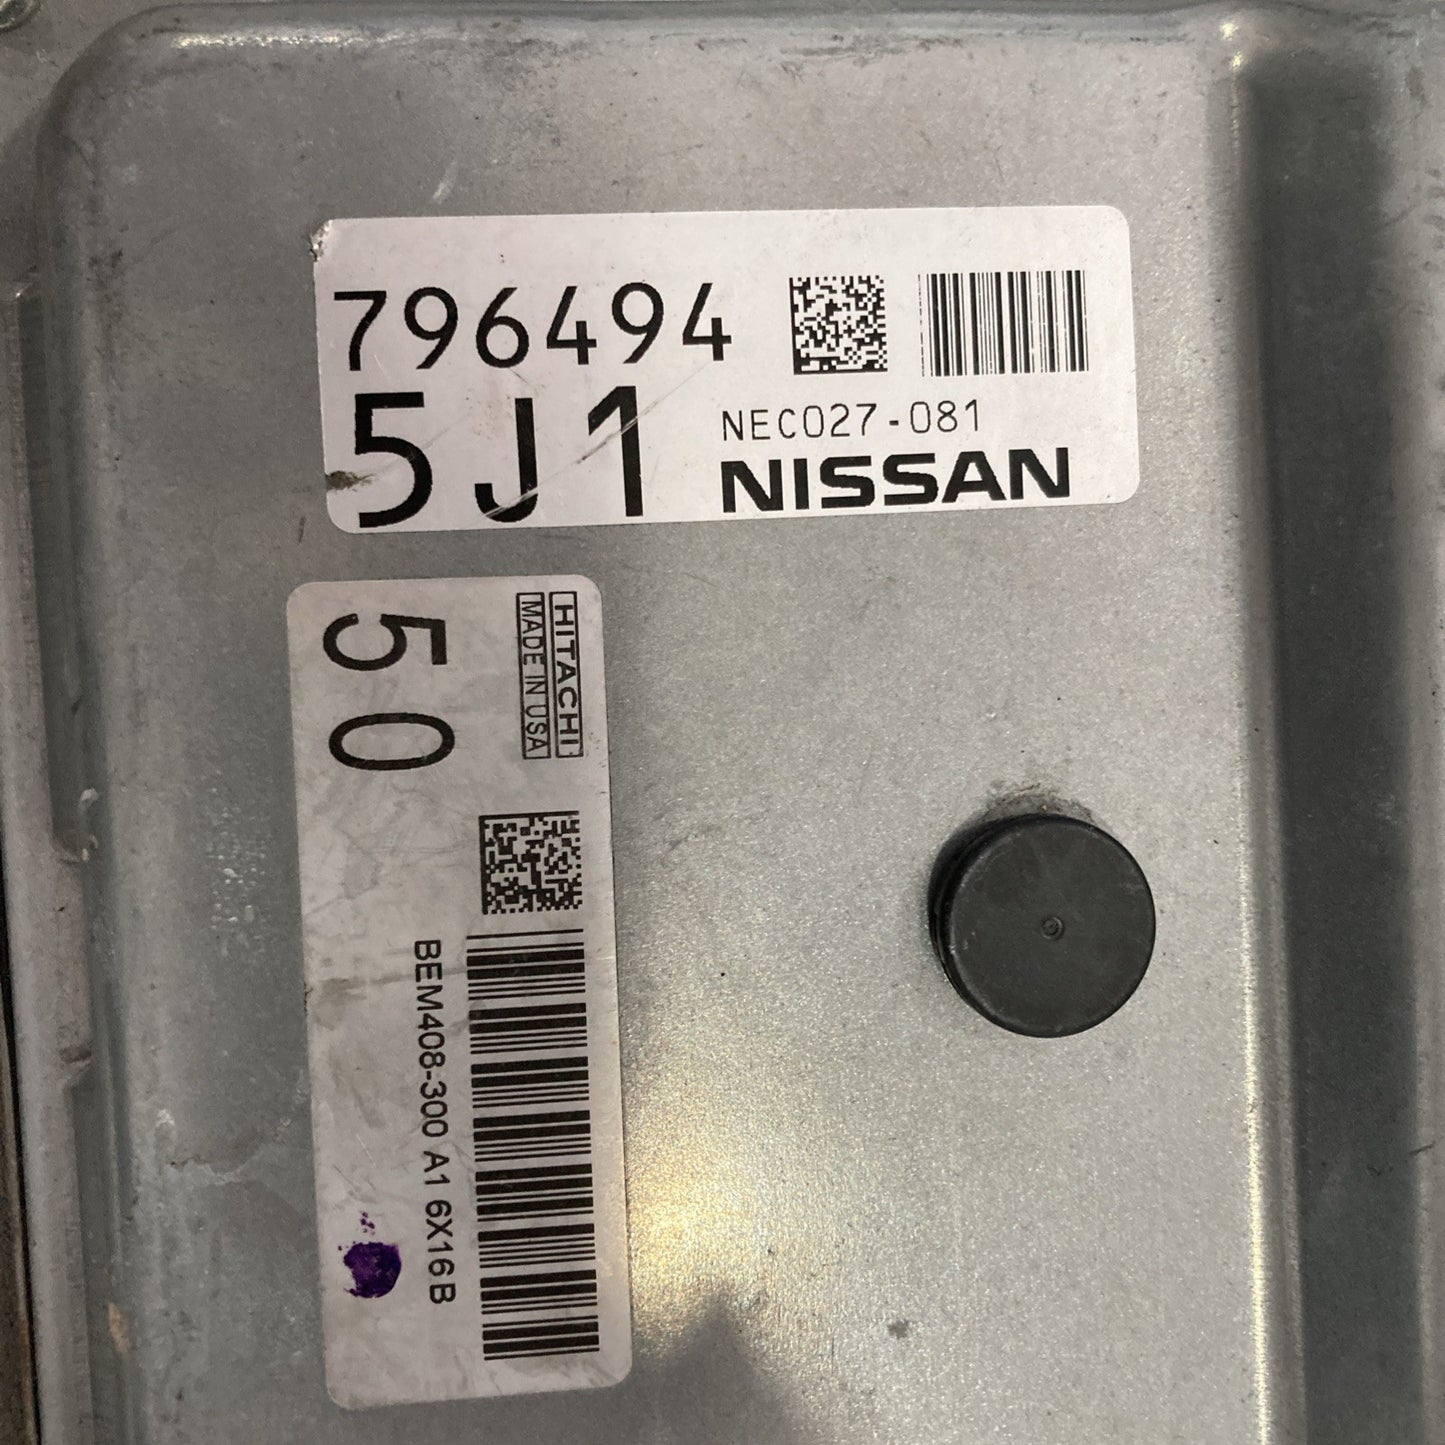 796494
5J1
NEC027-081
NISSAN
50
HITACHI
MADE IN USA
BEM408-300 A1 6X16B